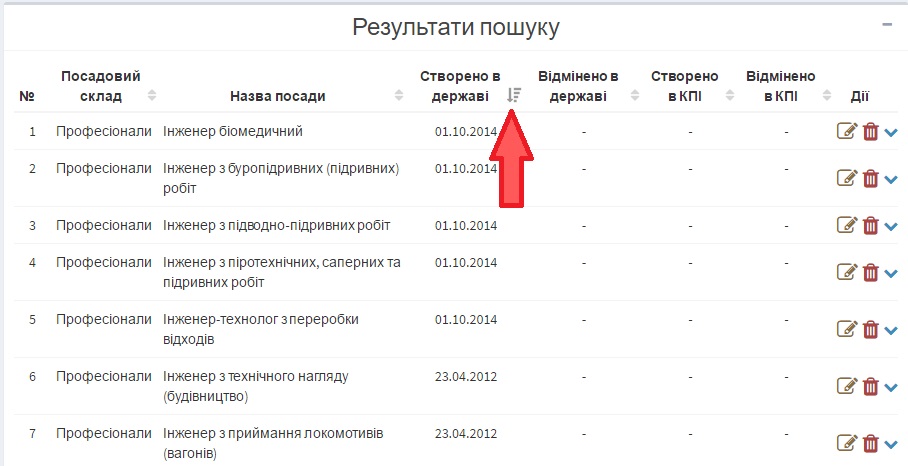 Результати пошуку
№ Посадовий склад Назва посади Створено в державі Відмінено в державі Створено в КПІ Відмінено в КПІ Дії
1 Професіонали Інженер біомедичний 01.10.2014 - - -
2 Професіонали Інженер з буропідривних (підривних) 01.10.2014 - - -
робіт
3 Професіонали Інженер з підводно-підривних робіт 01.10.2014 - - -
4 Професіонали Інженер з піротехнічних, саперних та 01.10.2014 - - -
підривних робіт
5 Професіонали Інженер-технолог з переробки 01.10.2014 - - -
відходів
6 Професіонали Інженер з технічного нагляду 23.04.2012 - - -
(будівництво)
7 Професіонали Інженер з приймання локомотивів 23.04.2012 - - -
(вагонів)